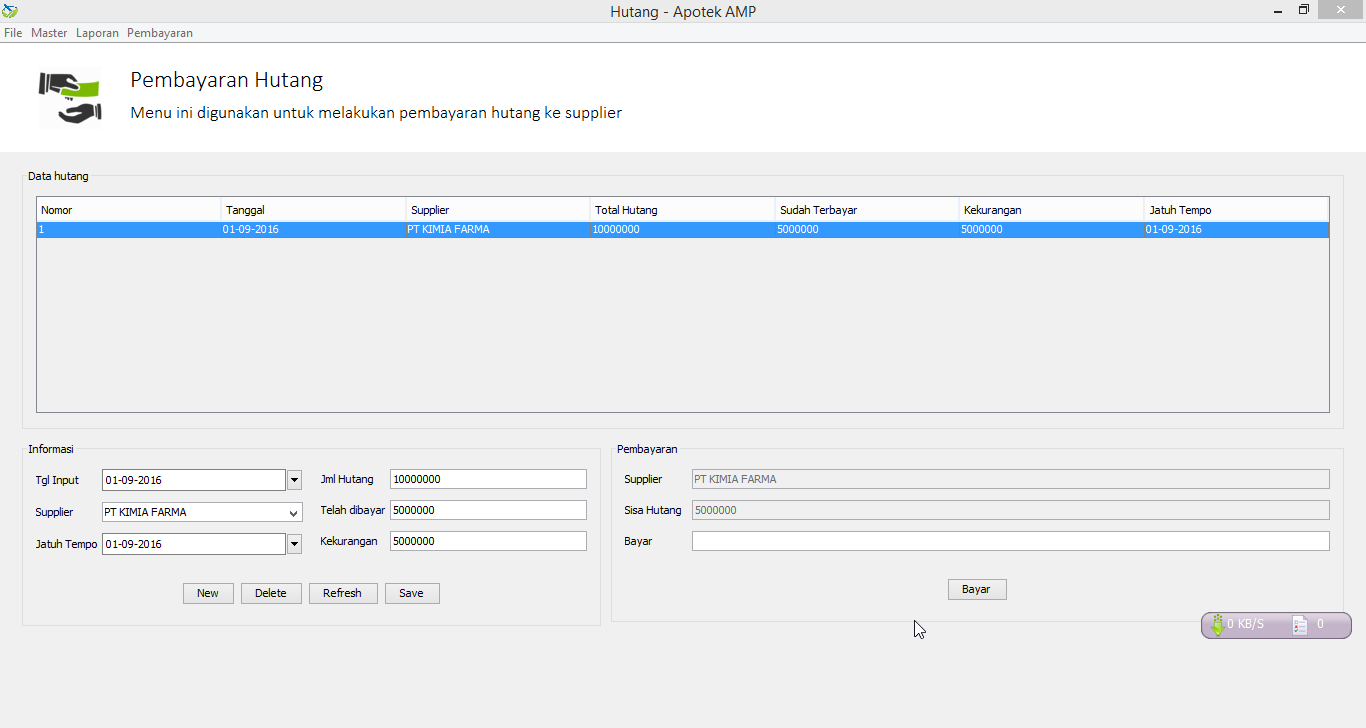 Hutang - Apotek AMP
File Master Laporan Pembayaran
Pembayaran Hutang
Menu ini digunakan untuk melakukan pembayaran hutang ke supplier
Data hutang
Nomor Tanggal Supplier Total Hutang Sudah Terbayar Kekurangan Jatuh Tempo
1 01-09-2016 PT KIMIA FARMA 10000000 5000000 5000000 01-09-2016
Informasi
Tgl Input 01-09-2016 Jml Hutang 10000000
Supplier PT KIMIA FARMA Telah dibayar 5000000
Jatuh Tempo 01-09-2016 Kekurangan 5000000
New Delete Refresh Save
Pembayaran
Supplier PT KIMIA FARMA
Sisa Hutang 5000000
Bayar
Bayar
0 KB/S 0